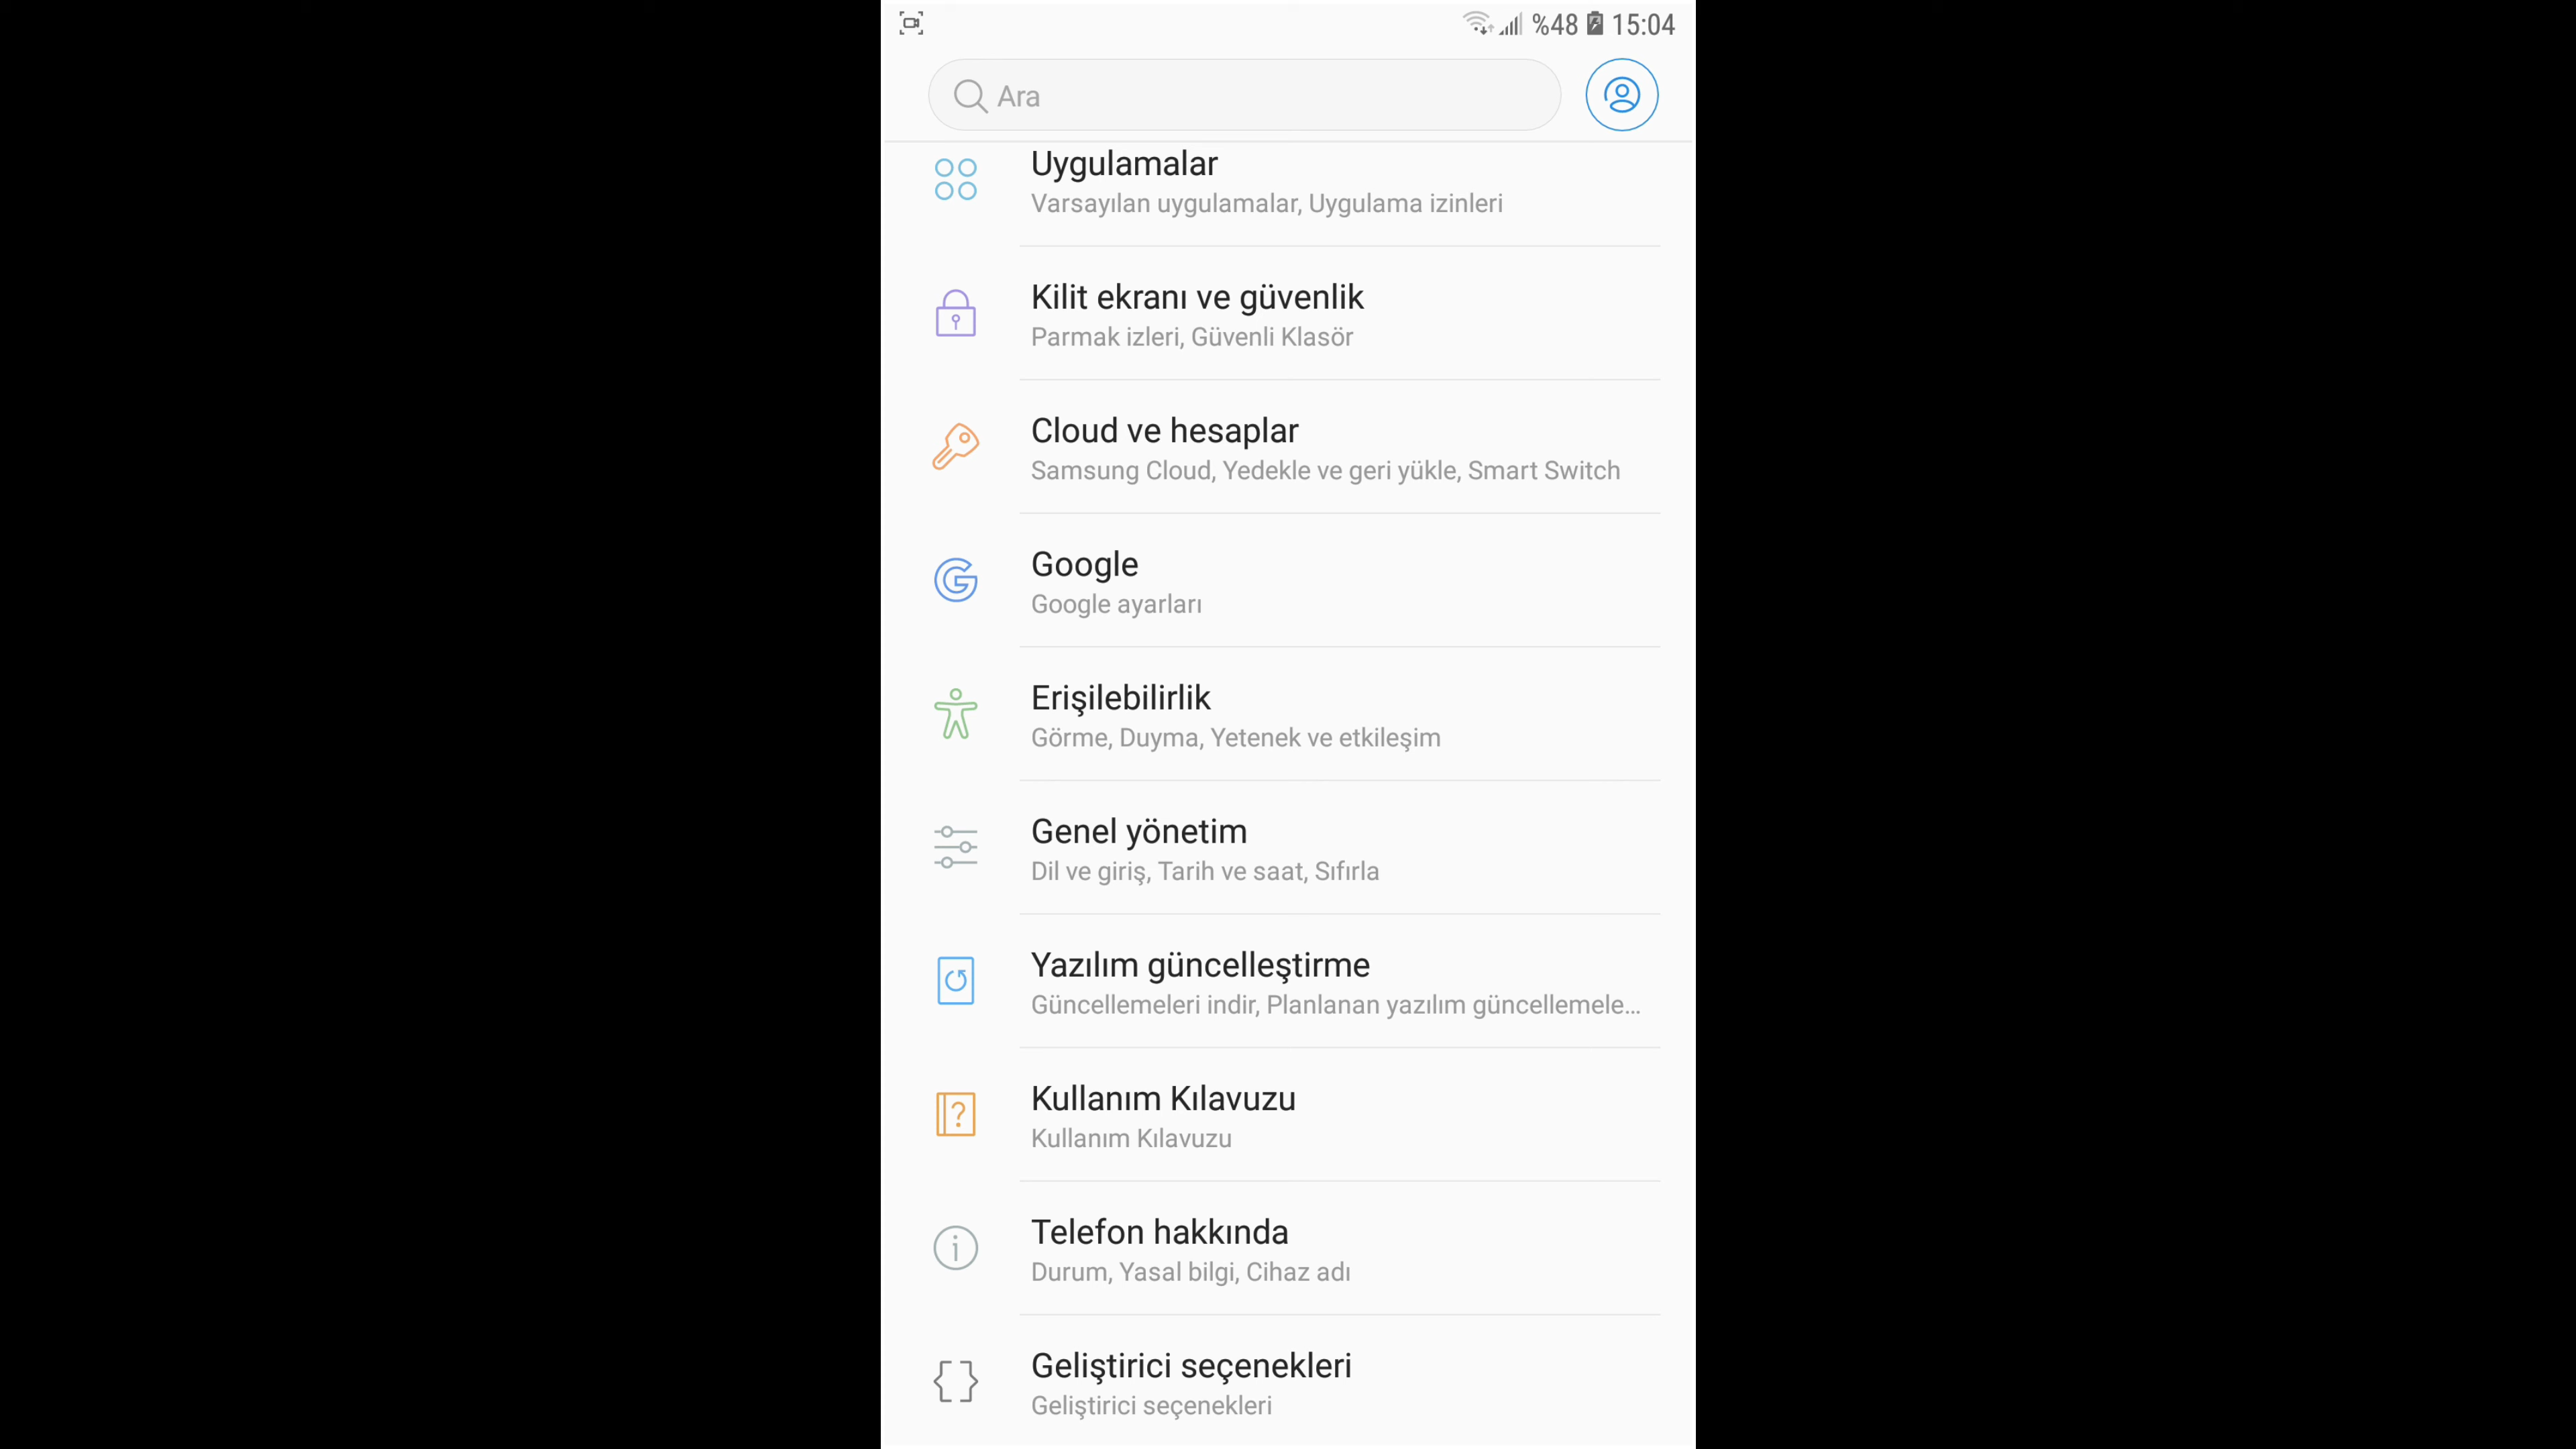 %48 15:04
Ara
Uygulamalar
Varsayılan uygulamalar, Uygulama izinleri
Kilit ekranı ve güvenlik
Parmak izleri, Güvenli Klasör
Cloud ve hesaplar
Samsung Cloud, Yedekle ve geri yükle, Smart Switch
Google
Google ayarları
Erişilebilirlik
Görme, Duyma, Yetenek ve etkileşim
Genel yönetim
Dil ve giriş, Tarih ve saat, Sıfırla
Yazılım güncelleştirme
Güncellemeleri indir, Planlanan yazılım güncellemele...
Kullanım Kılavuzu
Kullanım Kılavuzu
Telefon hakkında
Durum, Yasal bilgi, Cihaz adı
Geliştirici seçenekleri
Geliştirici seçenekleri